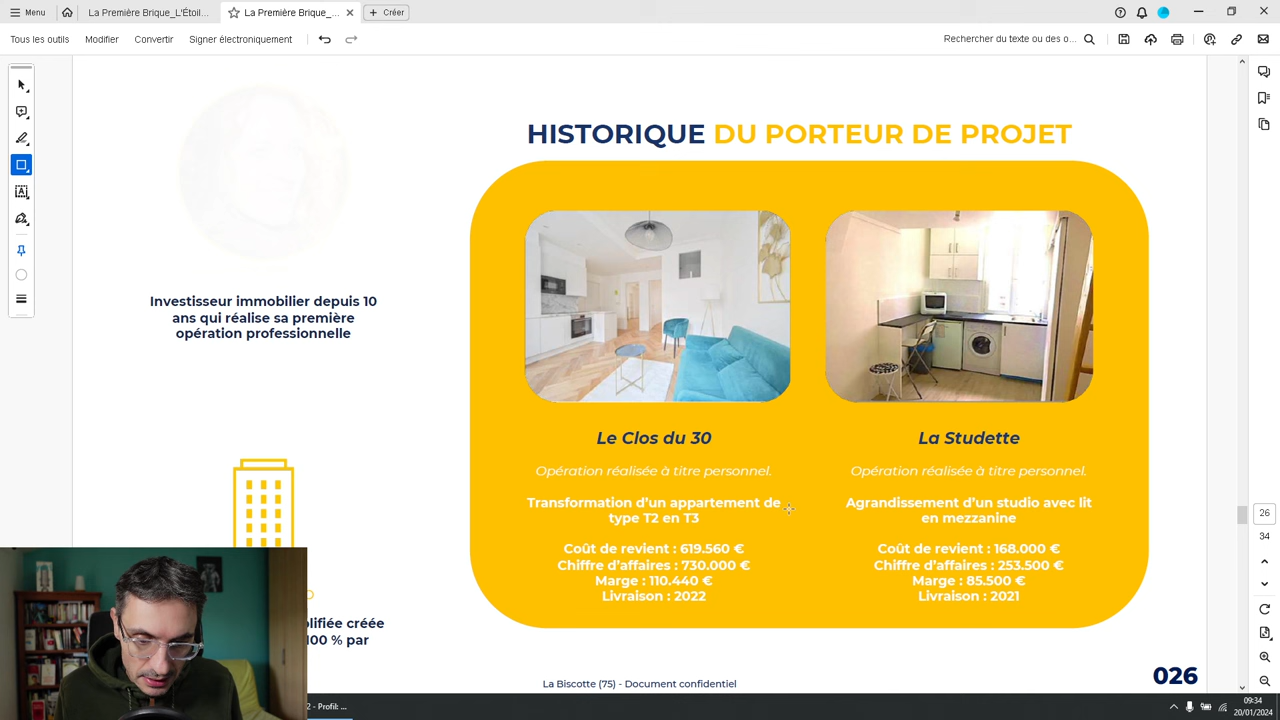 Menu
La Première Brique_L'Étoil...
La Première Brique_...
Créer
Tous les outils
Modifier
Convertir
Signer électroniquement
Rechercher du texte ou des o...
HISTORIQUE DU PORTEUR DE PROJET
Investisseur immobilier depuis 10
ans qui réalise sa première
opération professionnelle
Le Clos du 30
Opération réalisée à titre personnel.
Transformation d'un appartement de
type T2 en T3
Coût de revient : 619.560 €
Chiffre d'affaires : 730.000 €
Marge : 110.440 €
Livraison : 2022
La Studette
Opération réalisée à titre personnel.
Agrandissement d'un studio avec lit
en mezzanine
Coût de revient : 168.000 €
Chiffre d'affaires : 253.500 €
Marge : 85.500 €
Livraison : 2021
lifiée créée
100 % par
La Biscotte (75) - Document confidentiel
026
26
34
2 - Profil: ...
09:34
20/01/2024